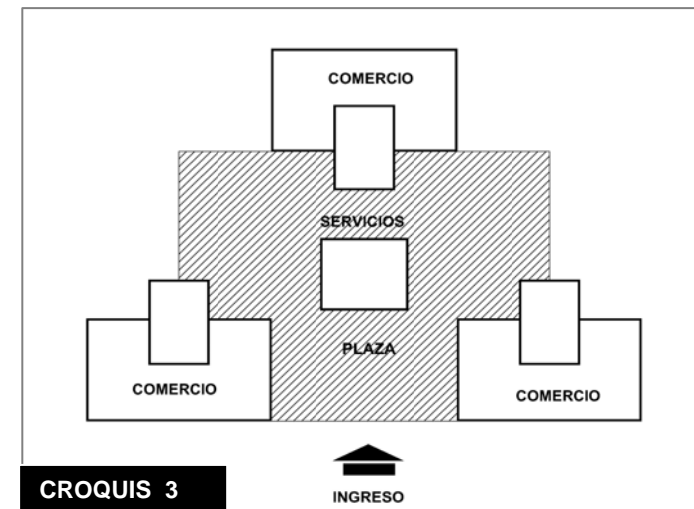 COMERCIO
SERVICIOS
PLAZA
COMERCIO
COMERCIO
CROQUIS 3
INGRESO